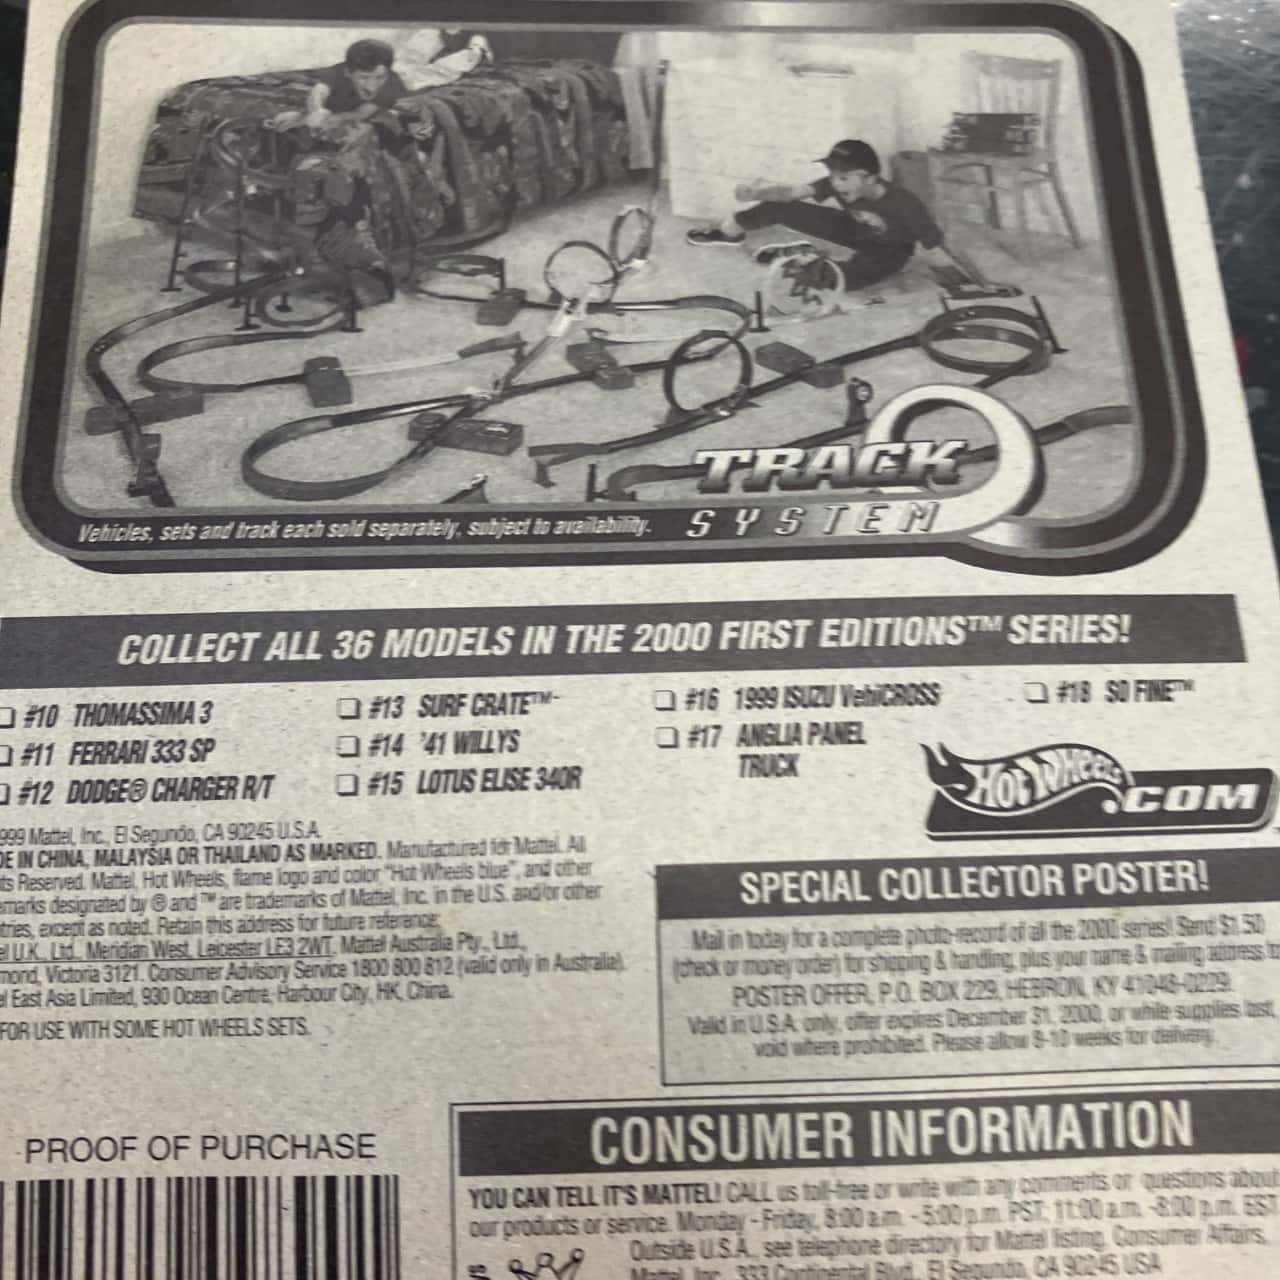 Vehicles, sets and track each sold separately, subject to availability.
TRACK
SYSTEM
COLLECT ALL 36 MODELS IN THE 2000 FIRST EDITIONS™ SERIES!
#10 THOMASSIMA 3
#11 FERRARI 333 SP
#12 DODGE® CHARGER R/T
#13 SURF CRATE™
#14 '41 WILLYS
#15 LOTUS ELISE 340R
#16 1999 ISUZU VehiCROSS
#17 ANGLIA PANEL
TRUCK
#18 SO FINE™
HOT WHEELS
.COM
999 Mattel, Inc., El Segundo, CA 90245 U.S.A.
DE IN CHINA, MALAYSIA OR THAILAND AS MARKED. Manufactured for Mattel. All
ts Reserved. Mattel, Hot Wheels, flame logo and color "Hot Wheels blue", and other
emarks designated by ® and ™ are trademarks of Mattel, Inc. in the U.S. and/or other
tries, except as noted. Retain this address for future reference:
el U.K., Ltd., Meridian West, Leicester LE3 2WT. Mattel Australia Pty., Ltd.,
mond, Victoria 3121. Consumer Advisory Service 1800 800 812 (valid only in Australia).
el East Asia Limited, 930 Ocean Centre, Harbour City, HK, China.
FOR USE WITH SOME HOT WHEELS SETS.
SPECIAL COLLECTOR POSTER!
Mail in today for a complete photo-record of all the 2000 series! Send $1.50
(check or money order) for shipping & handling, plus your name & mailing address to
POSTER OFFER, P.O. BOX 229, HEBRON, KY 41048-0229.
Valid in U.S.A. only, offer expires December 31, 2000, or while supplies last,
void where prohibited. Please allow 8-10 weeks for delivery.
PROOF OF PURCHASE
CONSUMER INFORMATION
YOU CAN TELL IT'S MATTEL! CALL us toll-free or write with any comments or questions about
our products or service. Monday - Friday, 8:00 a.m. - 5:00 p.m. PST; 11:00 a.m. - 8:00 p.m. EST
Outside U.S.A., see telephone directory for Mattel listing. Consumer Affairs,
Mattel, Inc., 333 Continental Blvd., El Segundo, CA 90245 USA